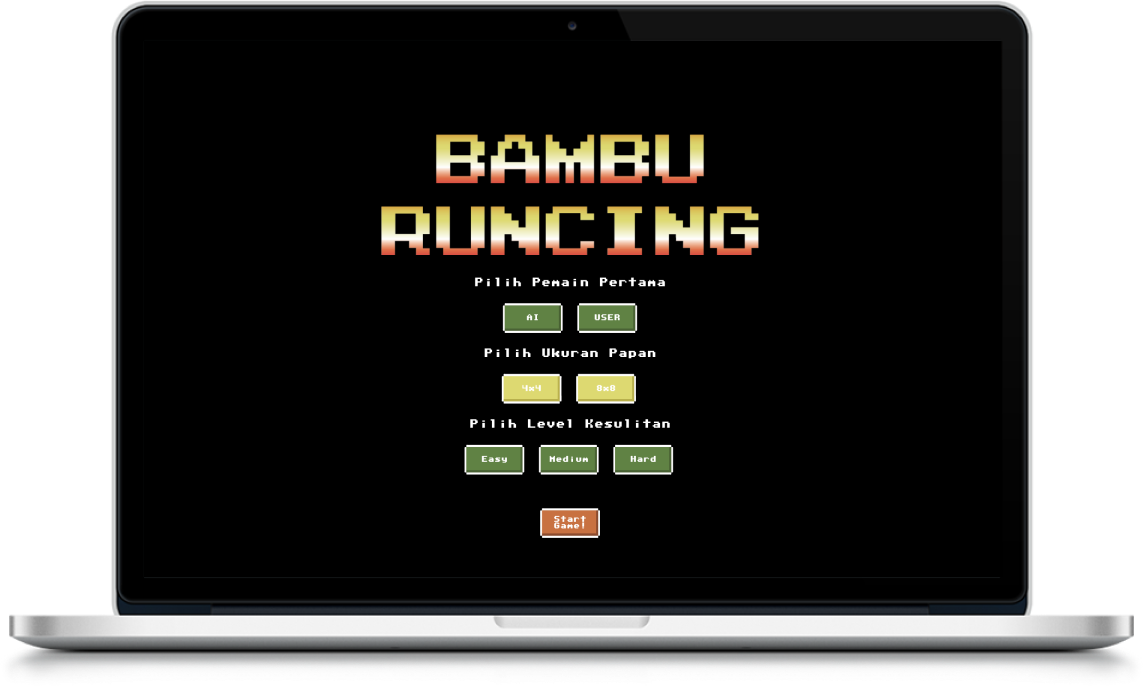 BAMBU
RUNCING
Pilih Pemain Pertama
AI USER
Pilih Ukuran Papan
4x4 8x8
Pilih Level Kesulitan
Easy Medium Hard
Start
Game!